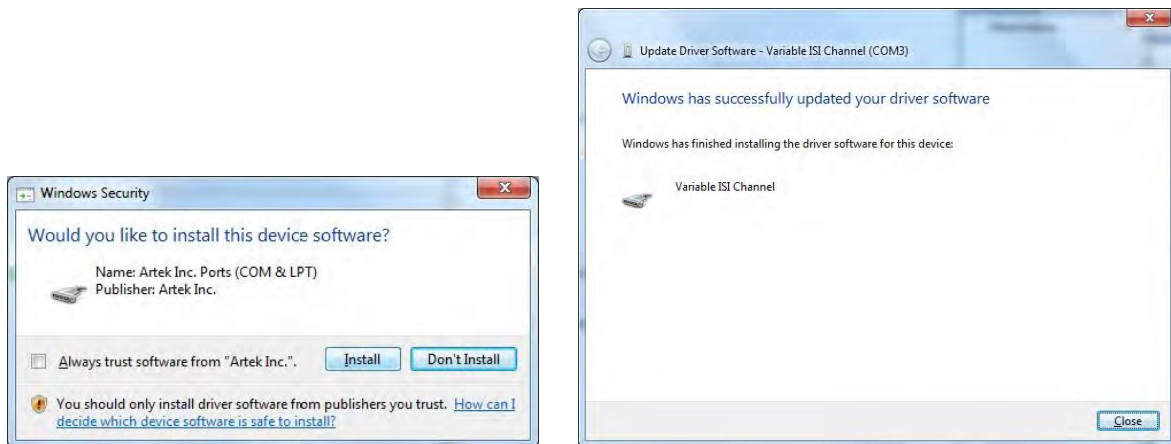 Windows Security
Would you like to install this device software?
Name: Artek Inc. Ports (COM & LPT)
Publisher: Artek Inc.
Always trust software from "Artek Inc.".
Install
Don't Install
You should only install driver software from publishers you trust. How can I
decide which device software is safe to install?
Update Driver Software - Variable ISI Channel (COM3)
Windows has successfully updated your driver software
Windows has finished installing the driver software for this device:
Variable ISI Channel
Close